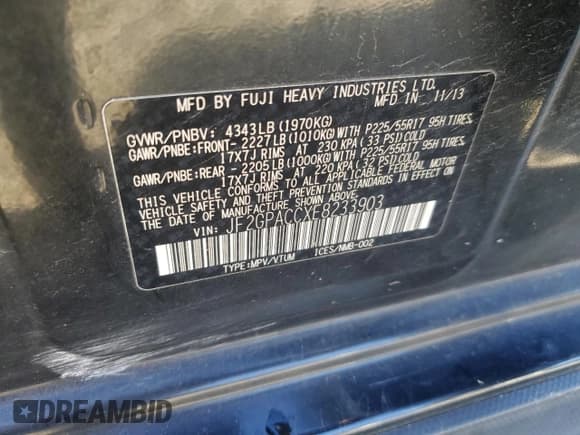 MFD BY FUJI HEAVY INDUSTRIES LTD.
MFD IN 11/13
GVWR/PNBV: 4343LB(1970KG)
GAWR/PNBE:FRONT- 2227LB(1010KG)WITH P225/55R17 95H TIRES,
17X7J RIMS AT 230 KPA( 33 PSI)COLD
GAWR/PNBE:REAR - 2205LB(1000KG)WITH P225/55R17 95H TIRES,
17X7J RIMS AT 220 KPA( 32 PSI)COLD
THIS VEHICLE CONFORMS TO ALL APPLICABLE FEDERAL MOTOR
VEHICLE SAFETY AND THEFT PREVENTION STANDARDS IN EFFECT ON
THE DATE OF MANUFACTURE SHOWN ABOVE.
VIN: JF2GPACCXE8233903
TYPE:MPV/VTUM ICES/NMB-002
DREAMBID